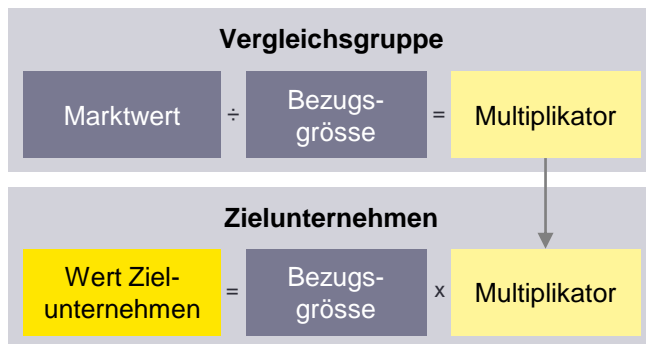 Vergleichsgruppe
Marktwert ÷ Bezugs-
grösse = Multiplikator
Zielunternehmen
Wert Ziel-
unternehmen = Bezugs-
grösse x Multiplikator